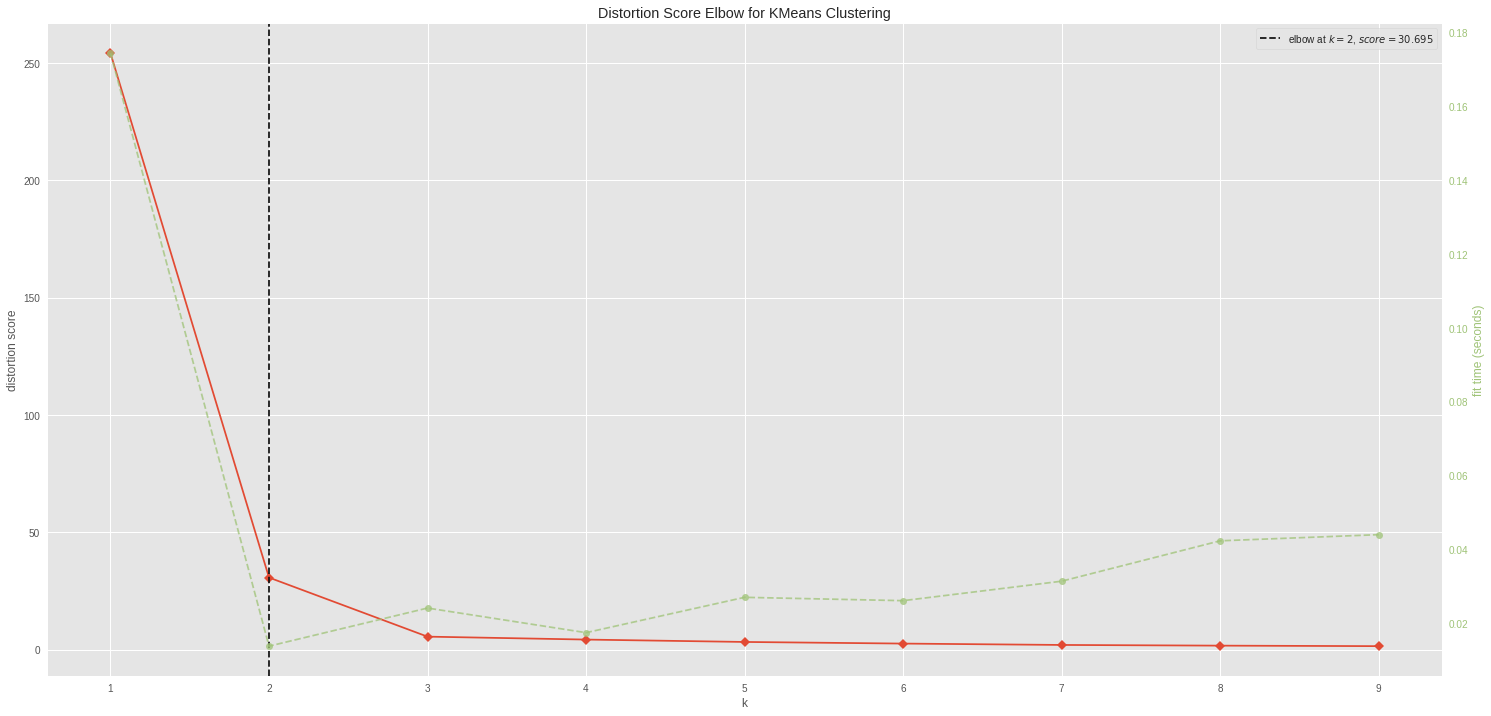 Distortion Score Elbow for KMeans Clustering
elbow at k = 2, score = 30.695
distortion score
250
200
150
100
50
0
0.18
0.16
0.14
0.12
0.10
0.08
0.06
0.04
0.02
fit time (seconds)
1 2 3 4 5 6 7 8 9
k